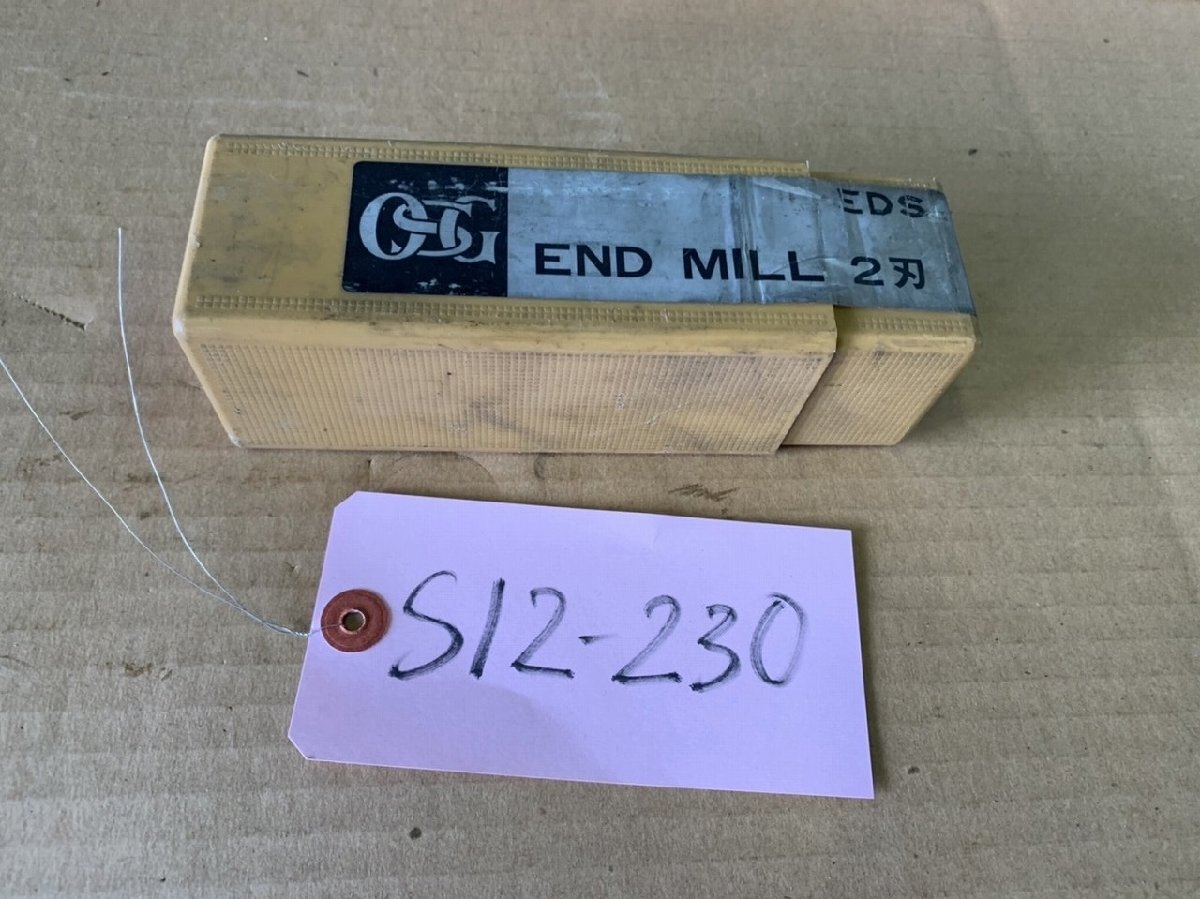 EDS
OSG
END MILL 2刃
S12-230